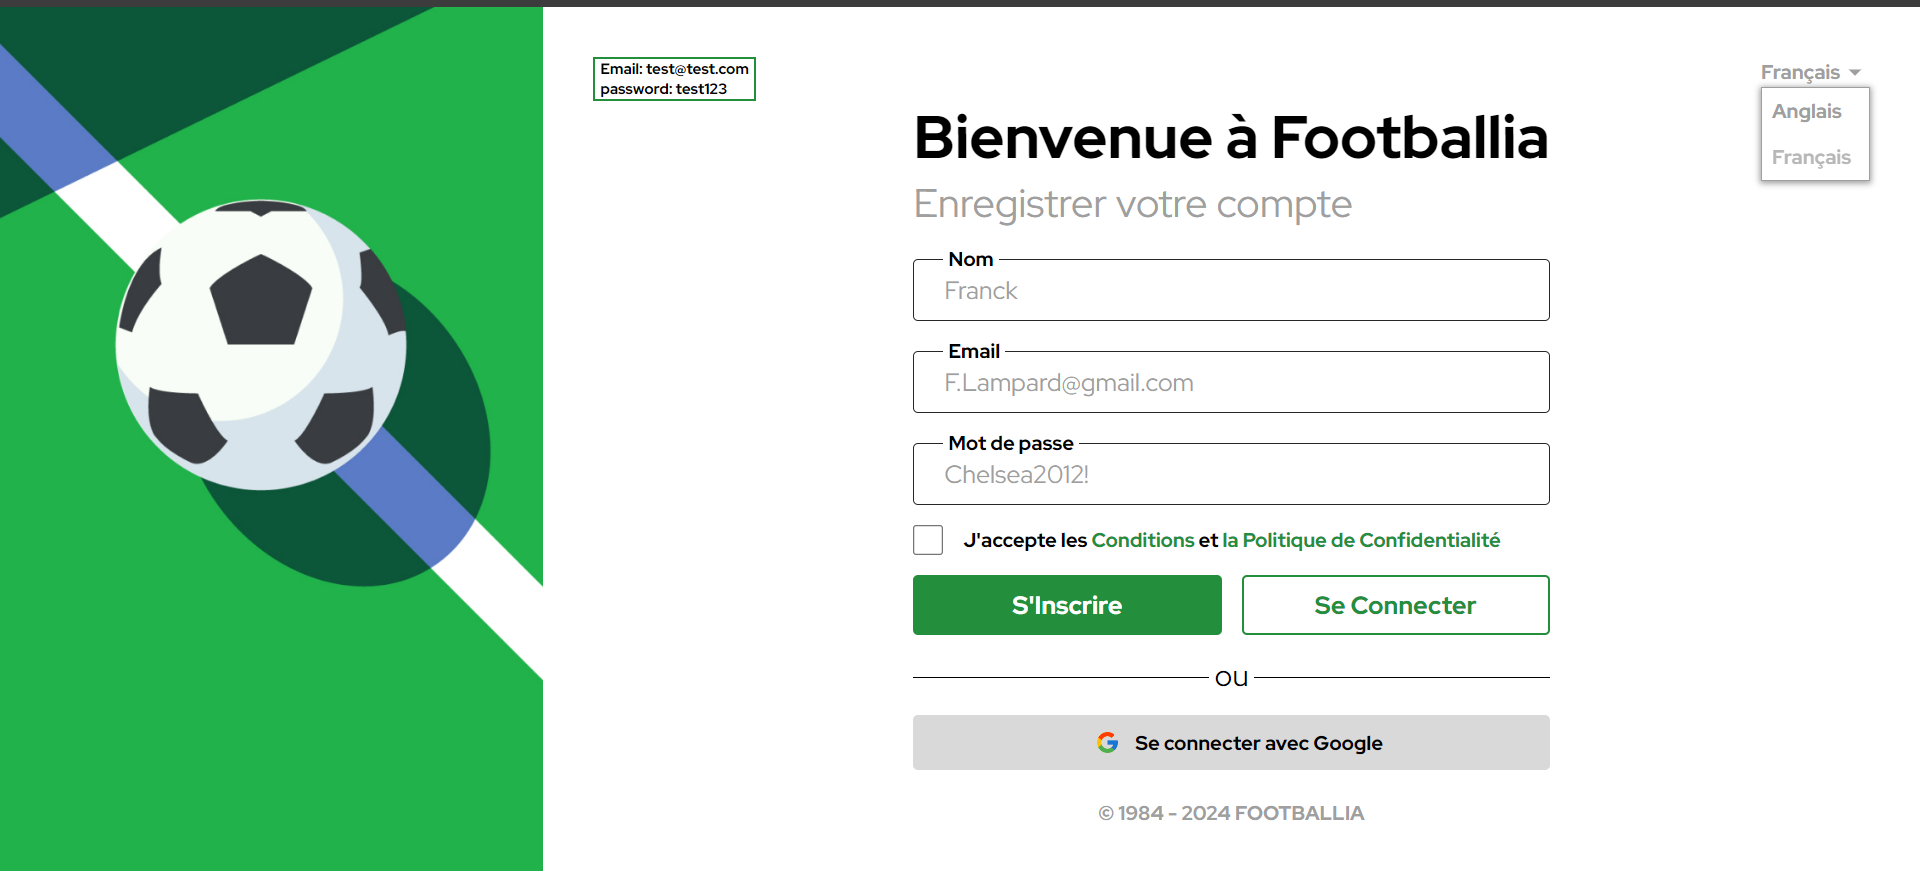 Email: test@test.com
password: test123
Français
Anglais
Français
Bienvenue à Footballia
Enregistrer votre compte
Nom
Franck
Email
F.Lampard@gmail.com
Mot de passe
Chelsea2012!
J'accepte les Conditions et la Politique de Confidentialité
S'Inscrire
Se Connecter
ou
Se connecter avec Google
© 1984 - 2024 FOOTBALLIA